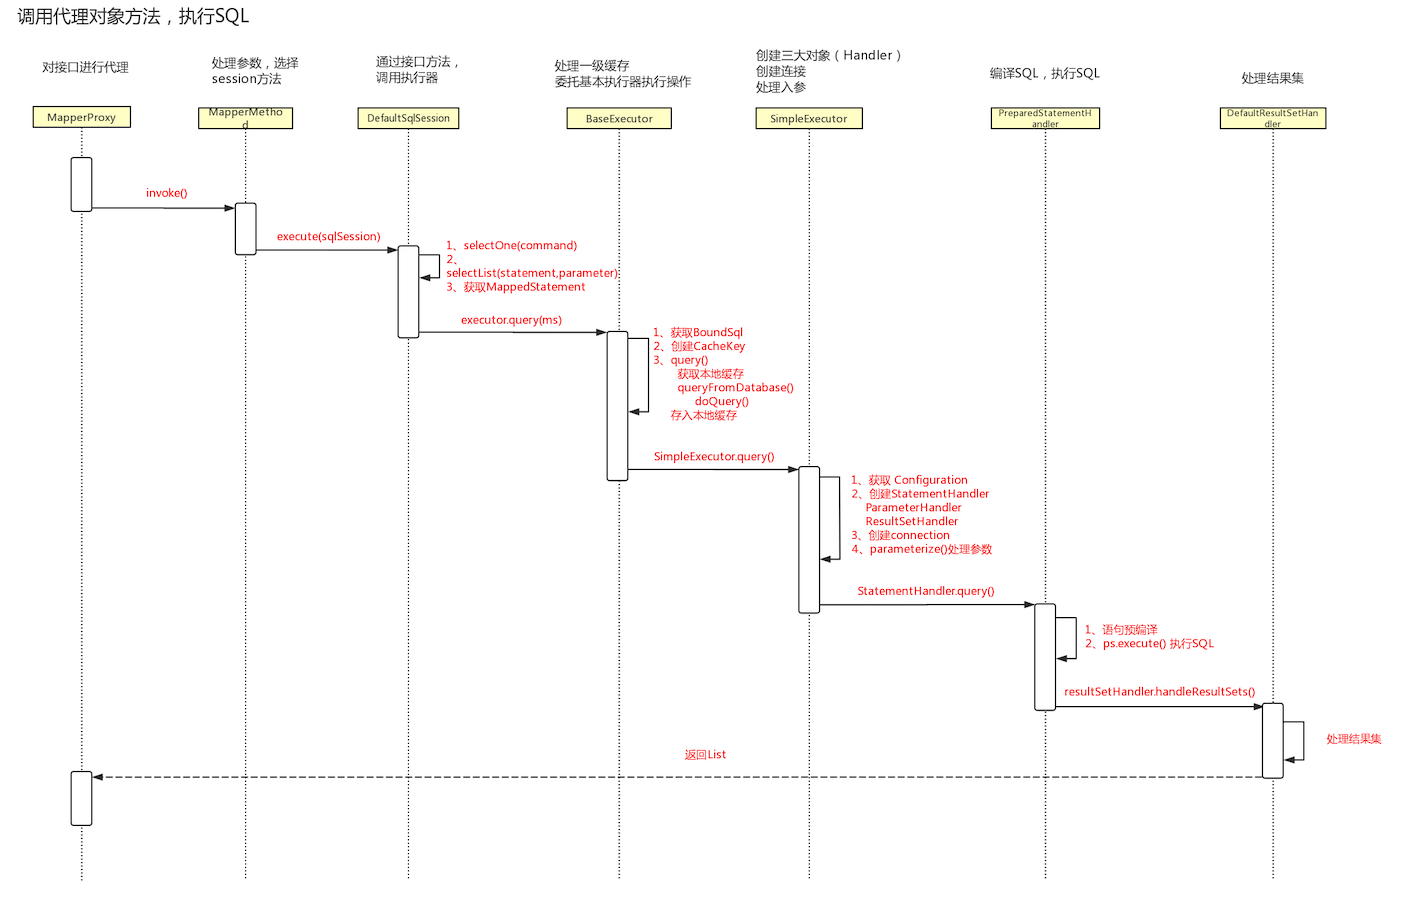 调用代理对象方法，执行SQL
对接口进行代理
处理参数，选择
session方法
通过接口方法，
调用执行器
处理一级缓存
委托基本执行器执行操作
创建三大对象（Handler）
创建连接
处理入参
编译SQL，执行SQL
处理结果集
MapperProxy
MapperMetho
d
DefaultSqlSession
BaseExecutor
SimpleExecutor
PreparedStatementH
andler
DefaultResultSetHan
dler
invoke()
execute(sqlSession)
1、selectOne(command)
2、
selectList(statement,parameter)
3、获取MappedStatement
executor.query(ms)
1、获取BoundSql
2、创建CacheKey
3、query()
获取本地缓存
queryFromDatabase()
doQuery()
存入本地缓存
SimpleExecutor.query()
1、获取 Configuration
2、创建StatementHandler
ParameterHandler
ResultSetHandler
3、创建connection
4、parameterize()处理参数
StatementHandler.query()
1、语句预编译
2、ps.execute() 执行SQL
resultSetHandler.handleResultSets()
处理结果集
返回List